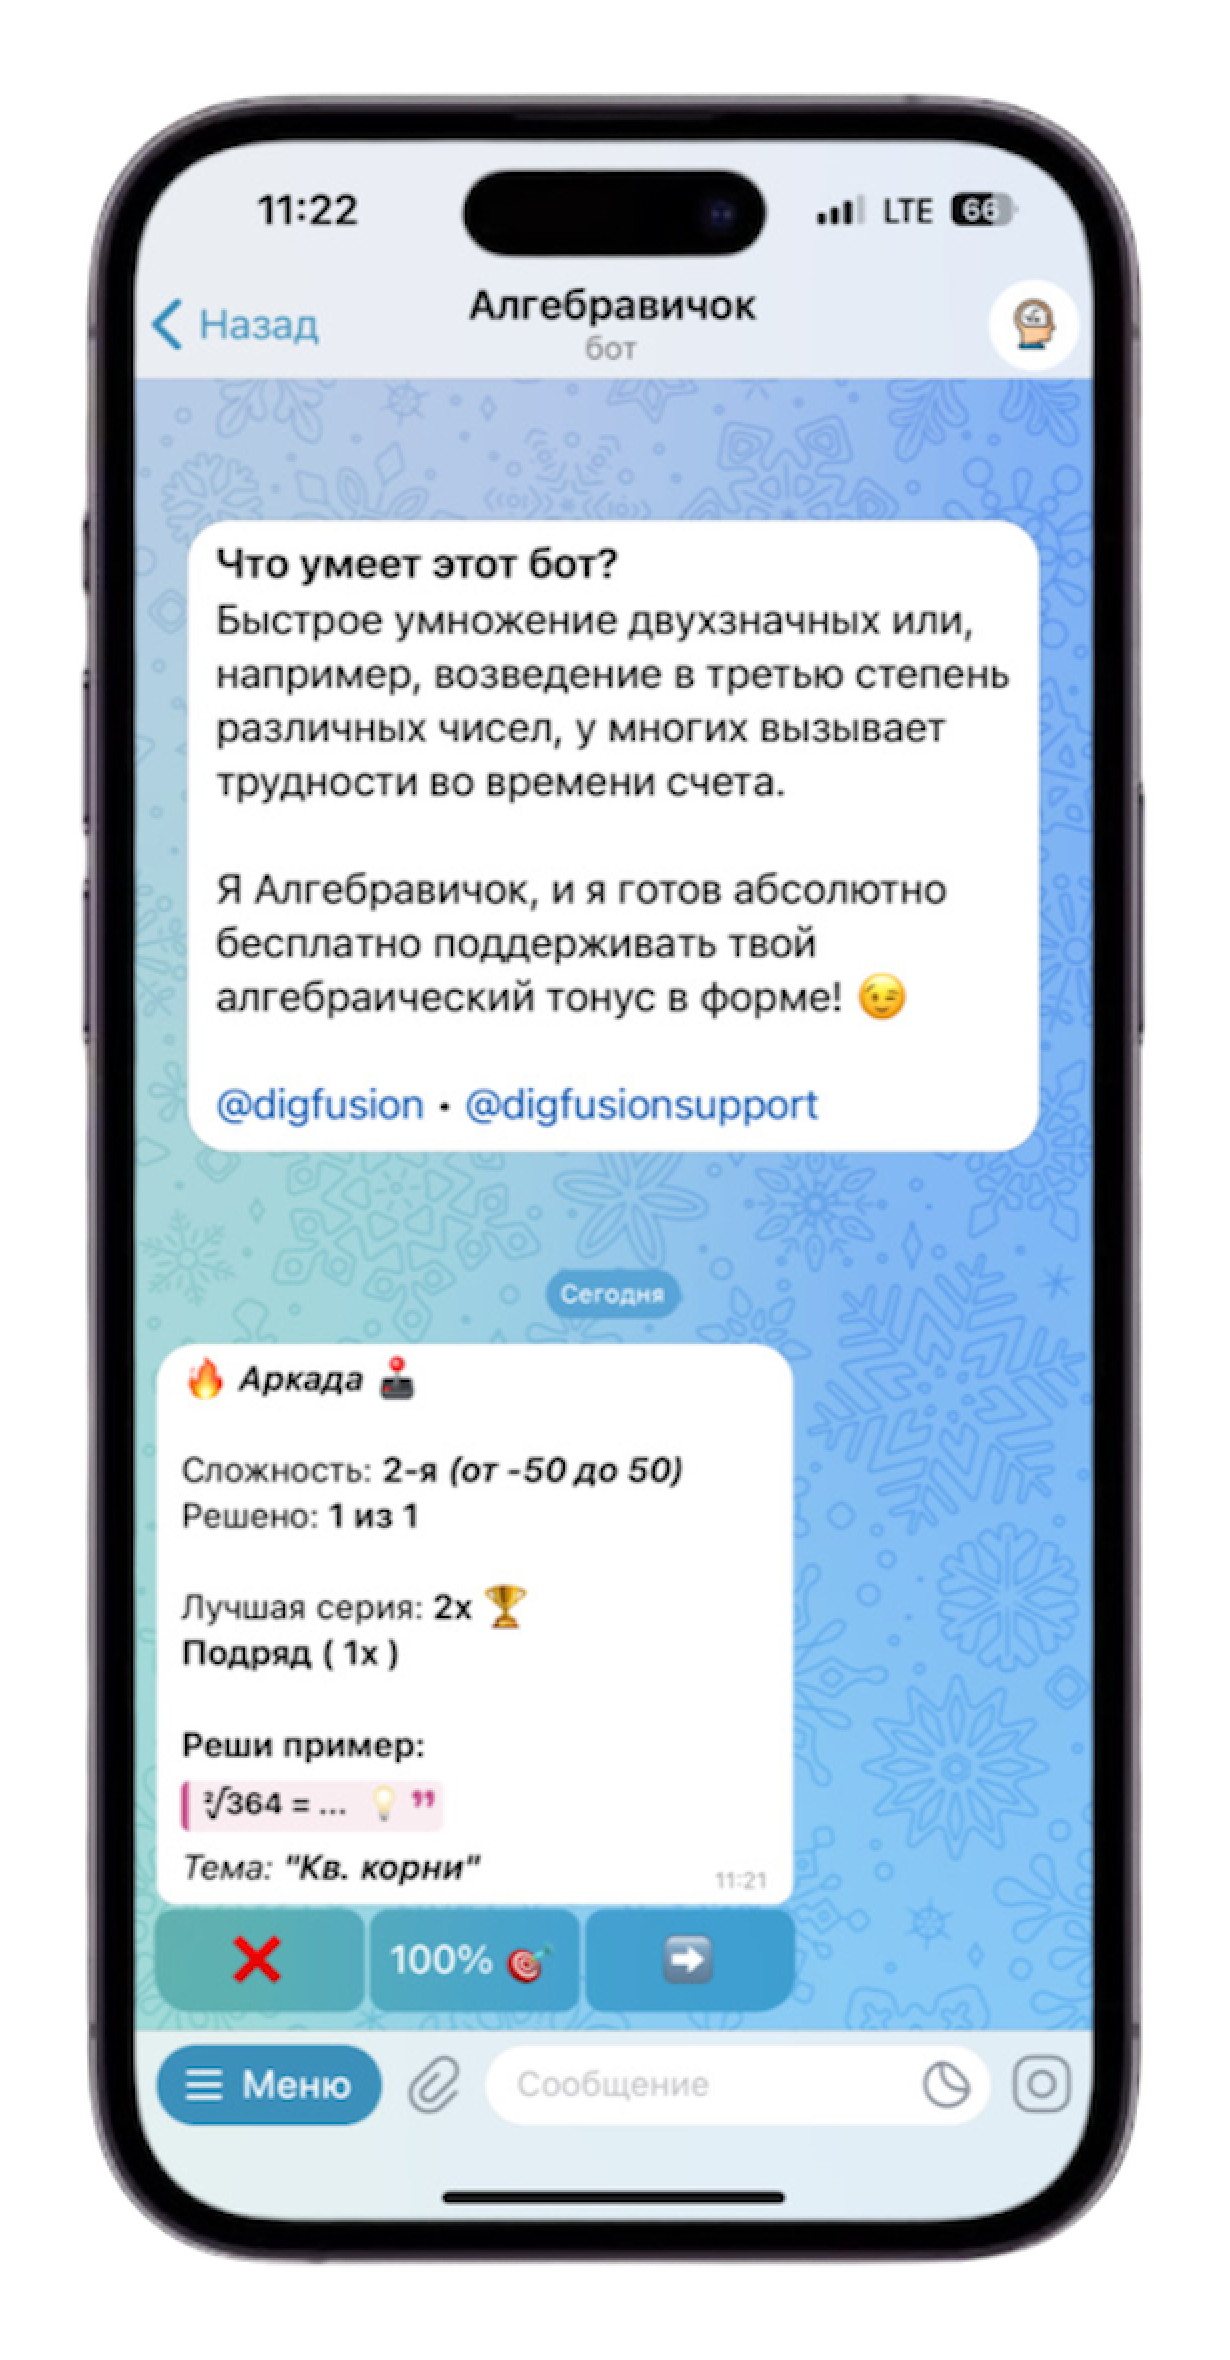 11:22
LTE 66
Назад
Алгебравичок
бот
Что умеет этот бот?
Быстрое умножение двухзначных или,
например, возведение в третью степень
различных чисел, у многих вызывает
трудности во времени счета.
Я Алгебравичок, и я готов абсолютно
бесплатно поддерживать твой
алгебраический тонус в форме! 😉
@digfusion • @digfusionsupport
Сегодня
🔥 Аркада 🕹️
Сложность: 2-я (от -50 до 50)
Решено: 1 из 1
Лучшая серия: 2x 🏆
Подряд ( 1x )
Реши пример:
²√364 = ... 💡 ”
Тема: "Кв. корни"
11:21
❌ 100% 🎯 ➡️
Меню
Сообщение